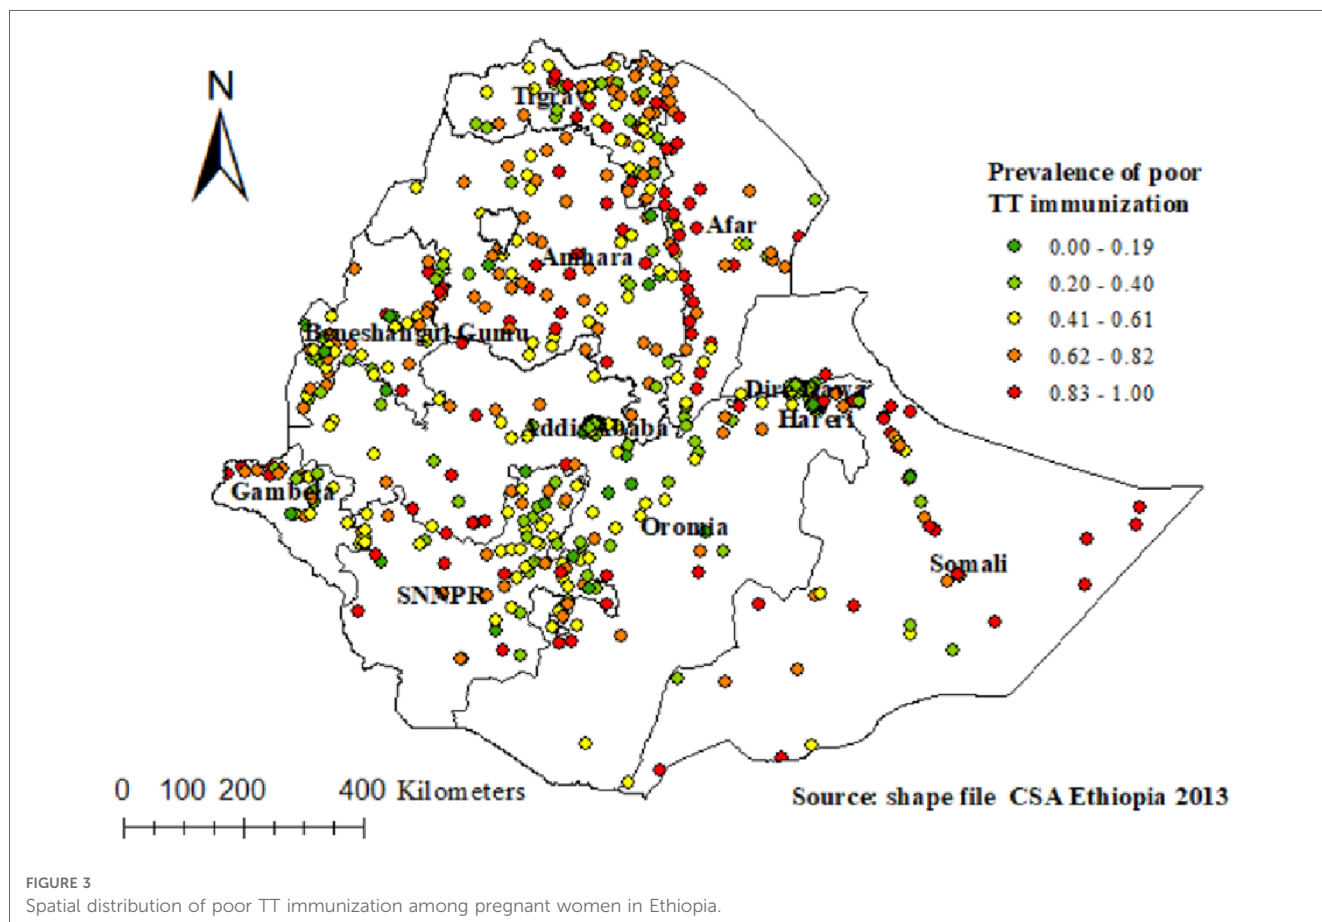 N
Tigray
Prevalence of poor
TT immunization
0.00 - 0.19
0.20 - 0.40
0.41 - 0.61
0.62 - 0.82
0.83 - 1.00
Afar
Amhara
Beneshangul Gumu
Dire Dawa
Hareri
Addis Ababa
Gambela
Oromia
Somali
SNNPR
0 100 200 400 Kilometers
Source: shape file CSA Ethiopia 2013
FIGURE 3
Spatial distribution of poor TT immunization among pregnant women in Ethiopia.